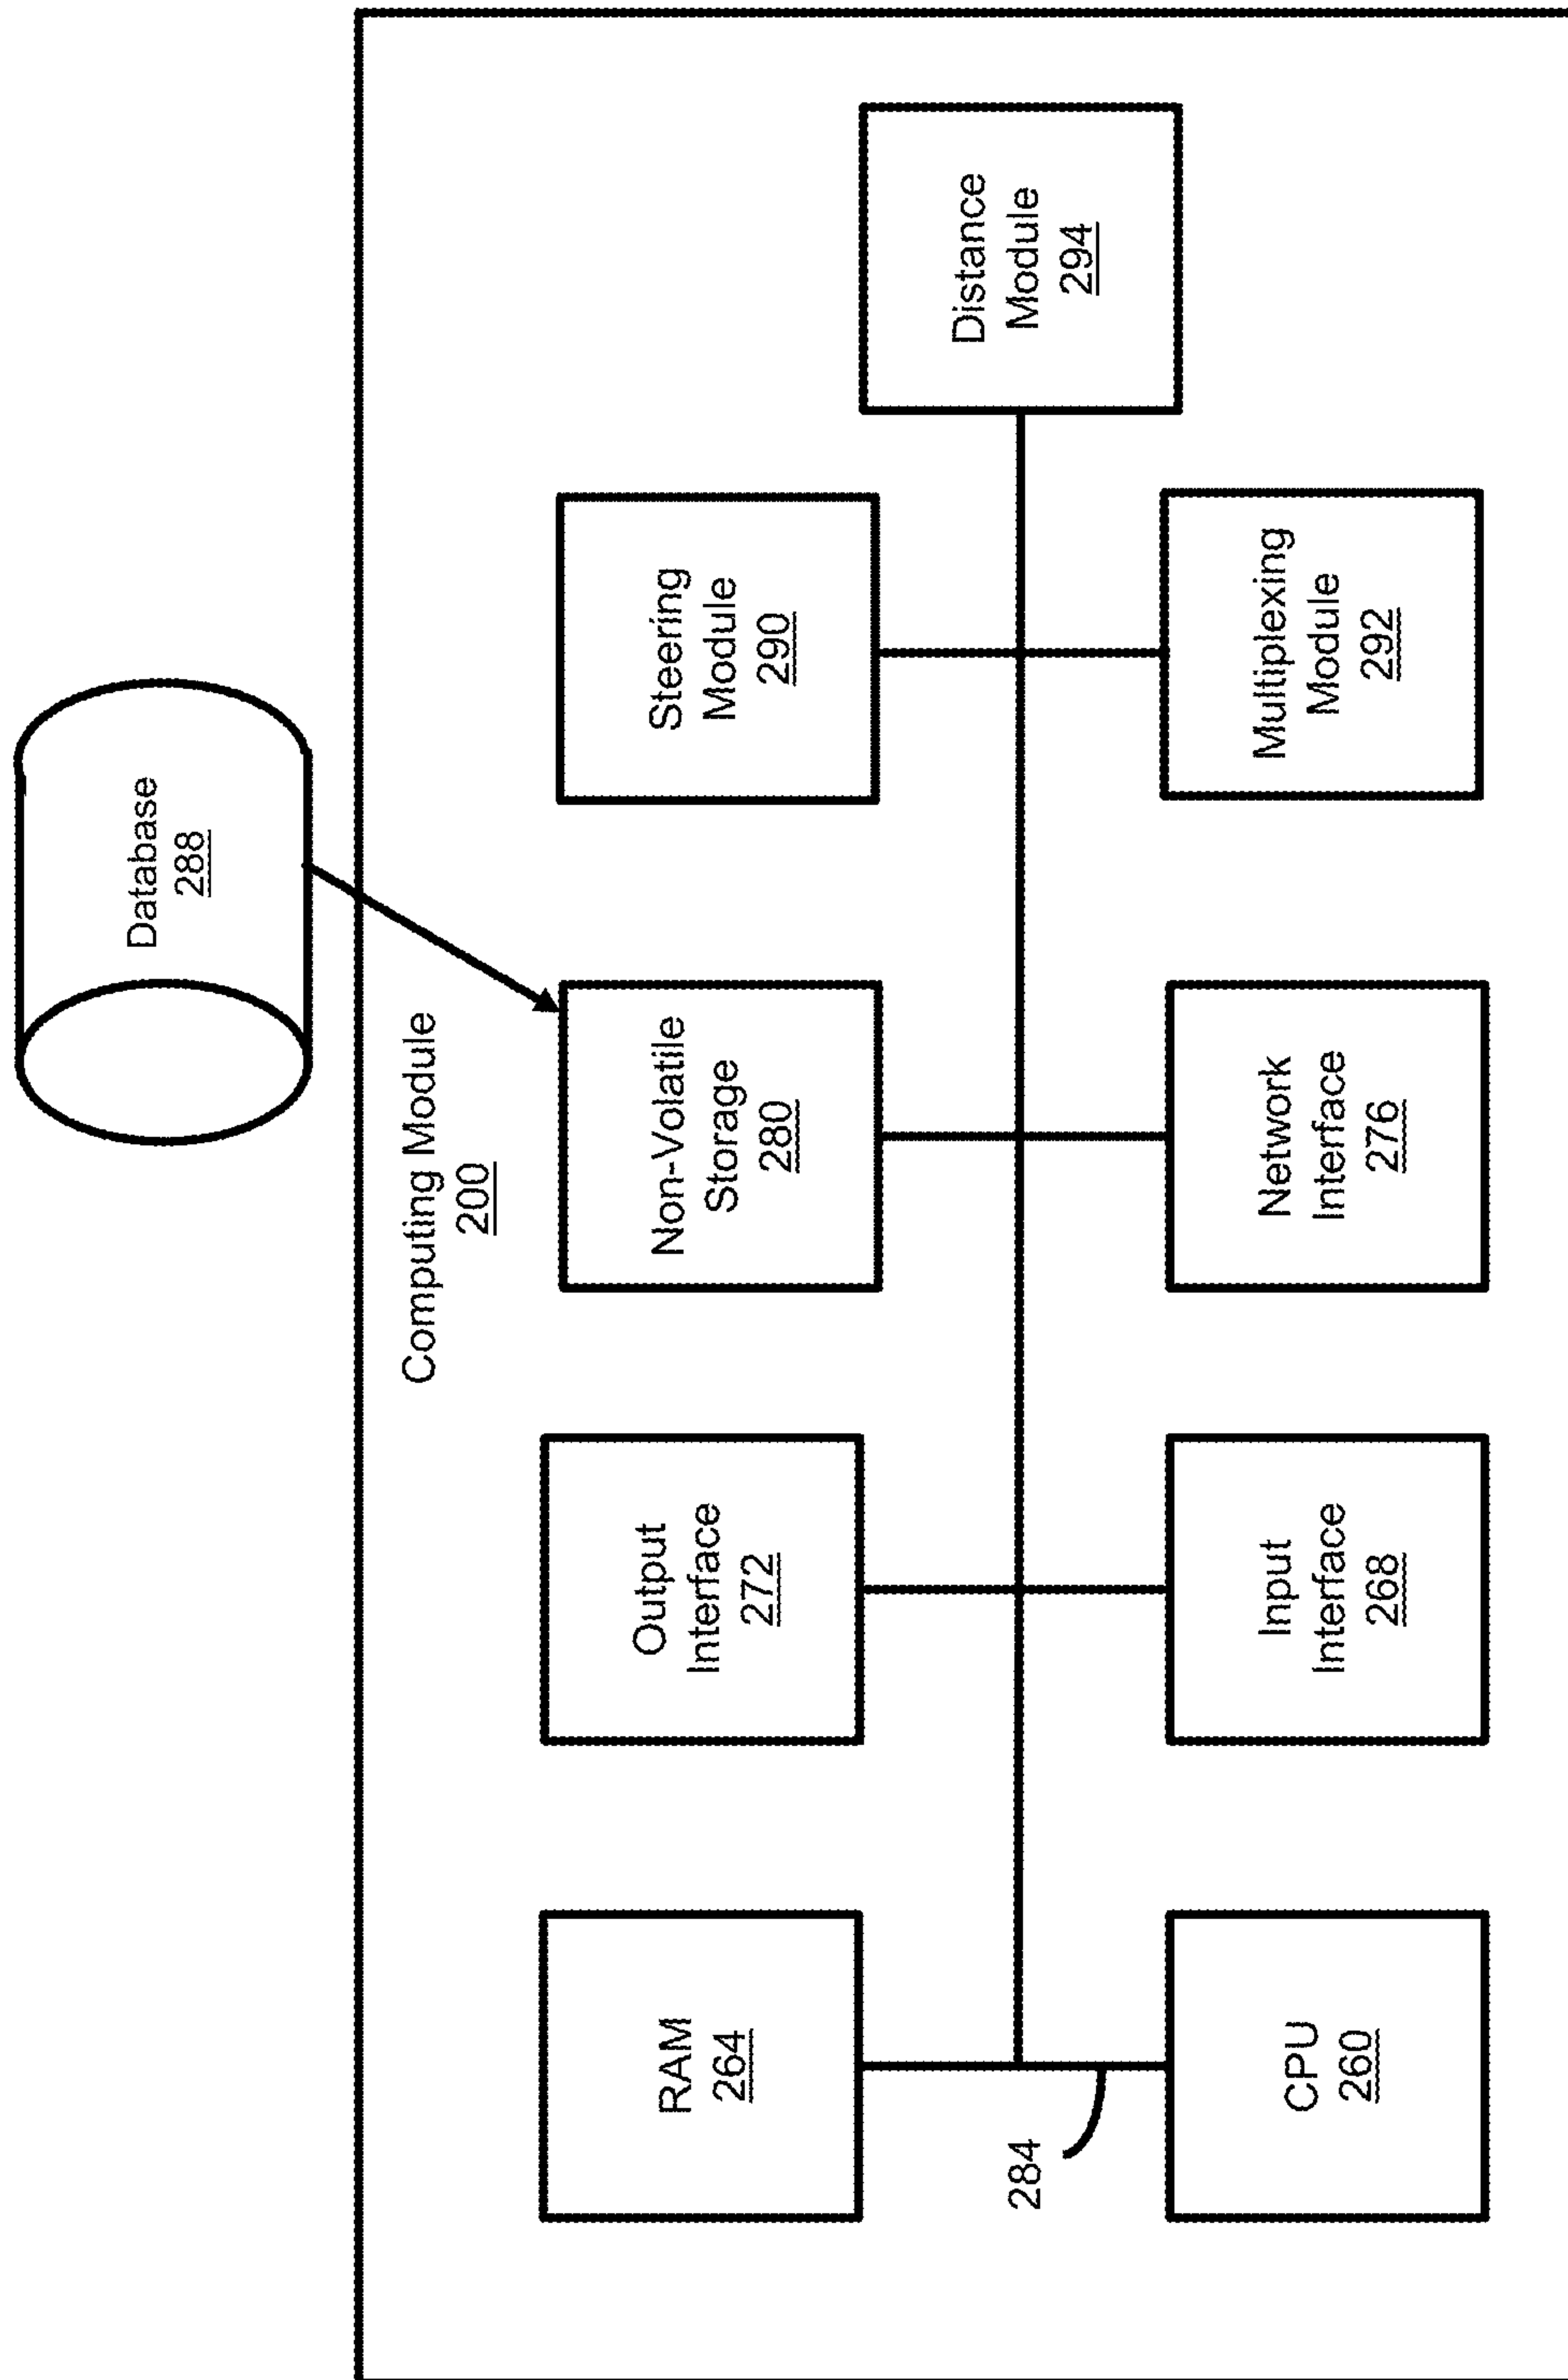 Database
288
Computing Module
200
RAM
264
Output
Interface
272
Non-Volatile
Storage
280
Steering
Module
290
Distance
Module
294
284
CPU
260
Input
Interface
268
Network
Interface
276
Multiplexing
Module
292